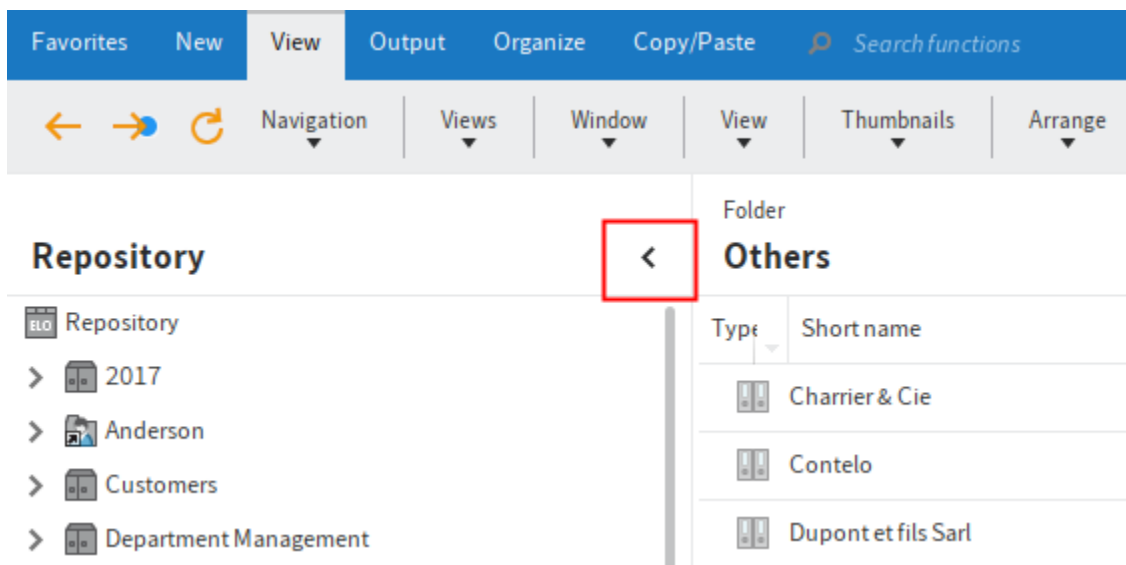 Favorites New View Output Organize Copy/Paste Search functions
Navigation Views Window View Thumbnails Arrange
Folder
Repository Others
ELO Repository
Type Short name
2017
Charrier & Cie
Anderson
Contelo
Customers
Dupont et fils Sarl
Department Management